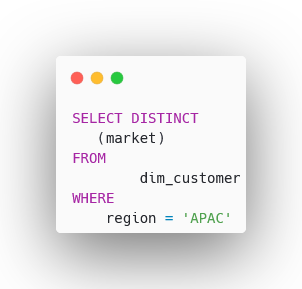 SELECT DISTINCT
(market)
FROM
dim_customer
WHERE
region = 'APAC'